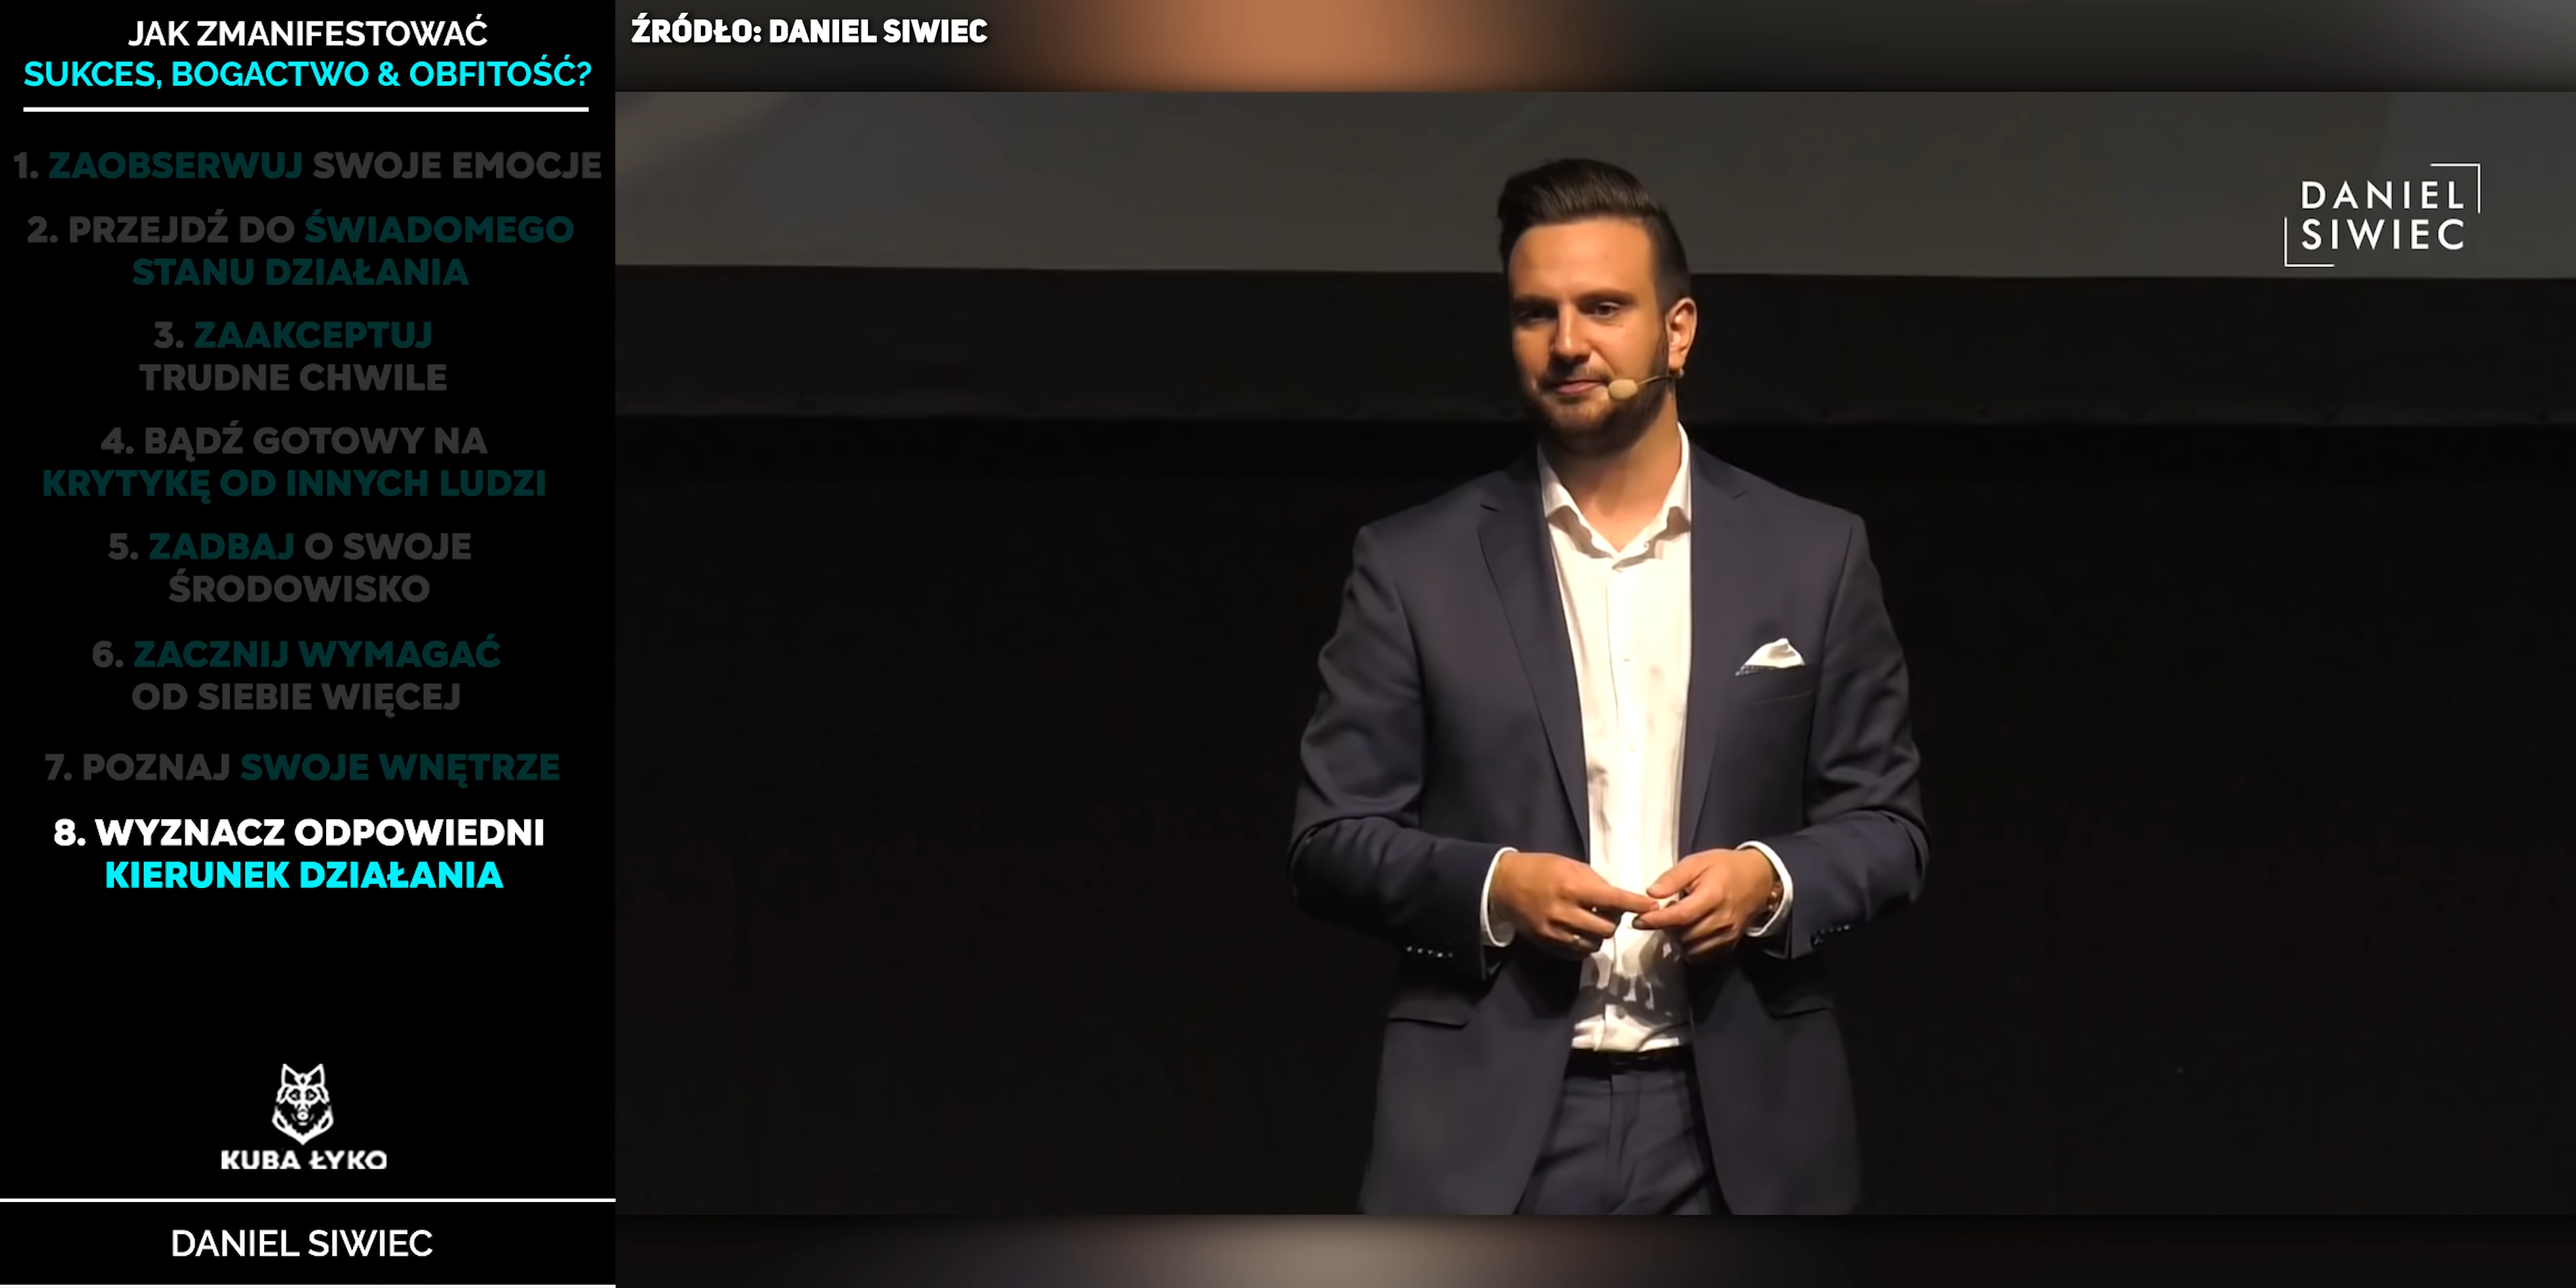 JAK ZMANIFESTOWAĆ
SUKCES, BOGACTWO & OBFITOŚĆ?
1. ZAOBSERWUJ SWOJE EMOCJE
2. PRZEJDŹ DO ŚWIADOMEGO
STANU DZIAŁANIA
3. ZAAKCEPTUJ
TRUDNE CHWILE
4. BĄDŹ GOTOWY NA
KRYTYKĘ OD INNYCH LUDZI
5. ZADBAJ O SWOJE
ŚRODOWISKO
6. ZACZNIJ WYMAGAĆ
OD SIEBIE WIĘCEJ
7. POZNAJ SWOJE WNĘTRZE
8. WYZNACZ ODPOWIEDNI
KIERUNEK DZIAŁANIA
KUBA ŁYKO
DANIEL SIWIEC
ŹRÓDŁO: DANIEL SIWIEC
DANIEL
SIWIEC